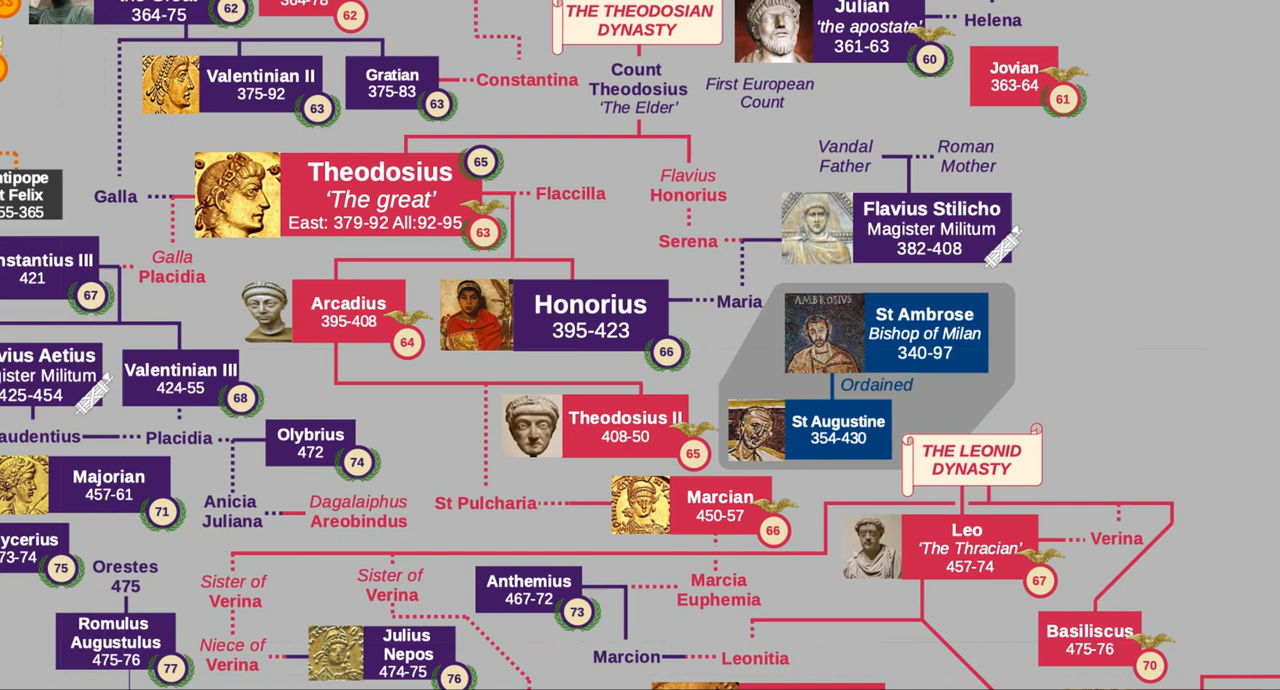 the Great
364-75
62
364-78
62
THE THEODOSIAN
DYNASTY
Julian
'the apostate'
361-63
60
Helena
Jovian
363-64
61
Valentinian II
375-92
63
Gratian
375-83
63
Constantina
Count
Theodosius
'The Elder'
First European
Count
Vandal
Father
Roman
Mother
Theodosius
'The great'
East: 379-92 All:92-95
65
63
Flaccilla
Flavius
Honorius
Serena
Flavius Stilicho
Magister Militum
382-408
ntipope
t Felix
55-365
Galla
Galla
Placidia
nstantius III
421
67
Arcadius
395-408
64
Honorius
395-423
66
Maria
AMBROSIVS
St Ambrose
Bishop of Milan
340-97
Ordained
St Augustine
354-430
vius Aetius
gister Militum
425-454
Valentinian III
424-55
68
Theodosius II
408-50
65
THE LEONID
DYNASTY
audentius
Placidia
Olybrius
472
74
Majorian
457-61
71
Anicia
Juliana
Dagalaiphus
Areobindus
St Pulcharia
Marcian
450-57
66
Leo
'The Thracian'
457-74
67
Verina
ycerius
73-74
75
Orestes
475
Sister of
Verina
Sister of
Verina
Anthemius
467-72
73
Marcia
Euphemia
Basiliscus
475-76
70
Romulus
Augustulus
475-76
77
Niece of
Verina
Julius
Nepos
474-75
76
Marcion
Leonitia